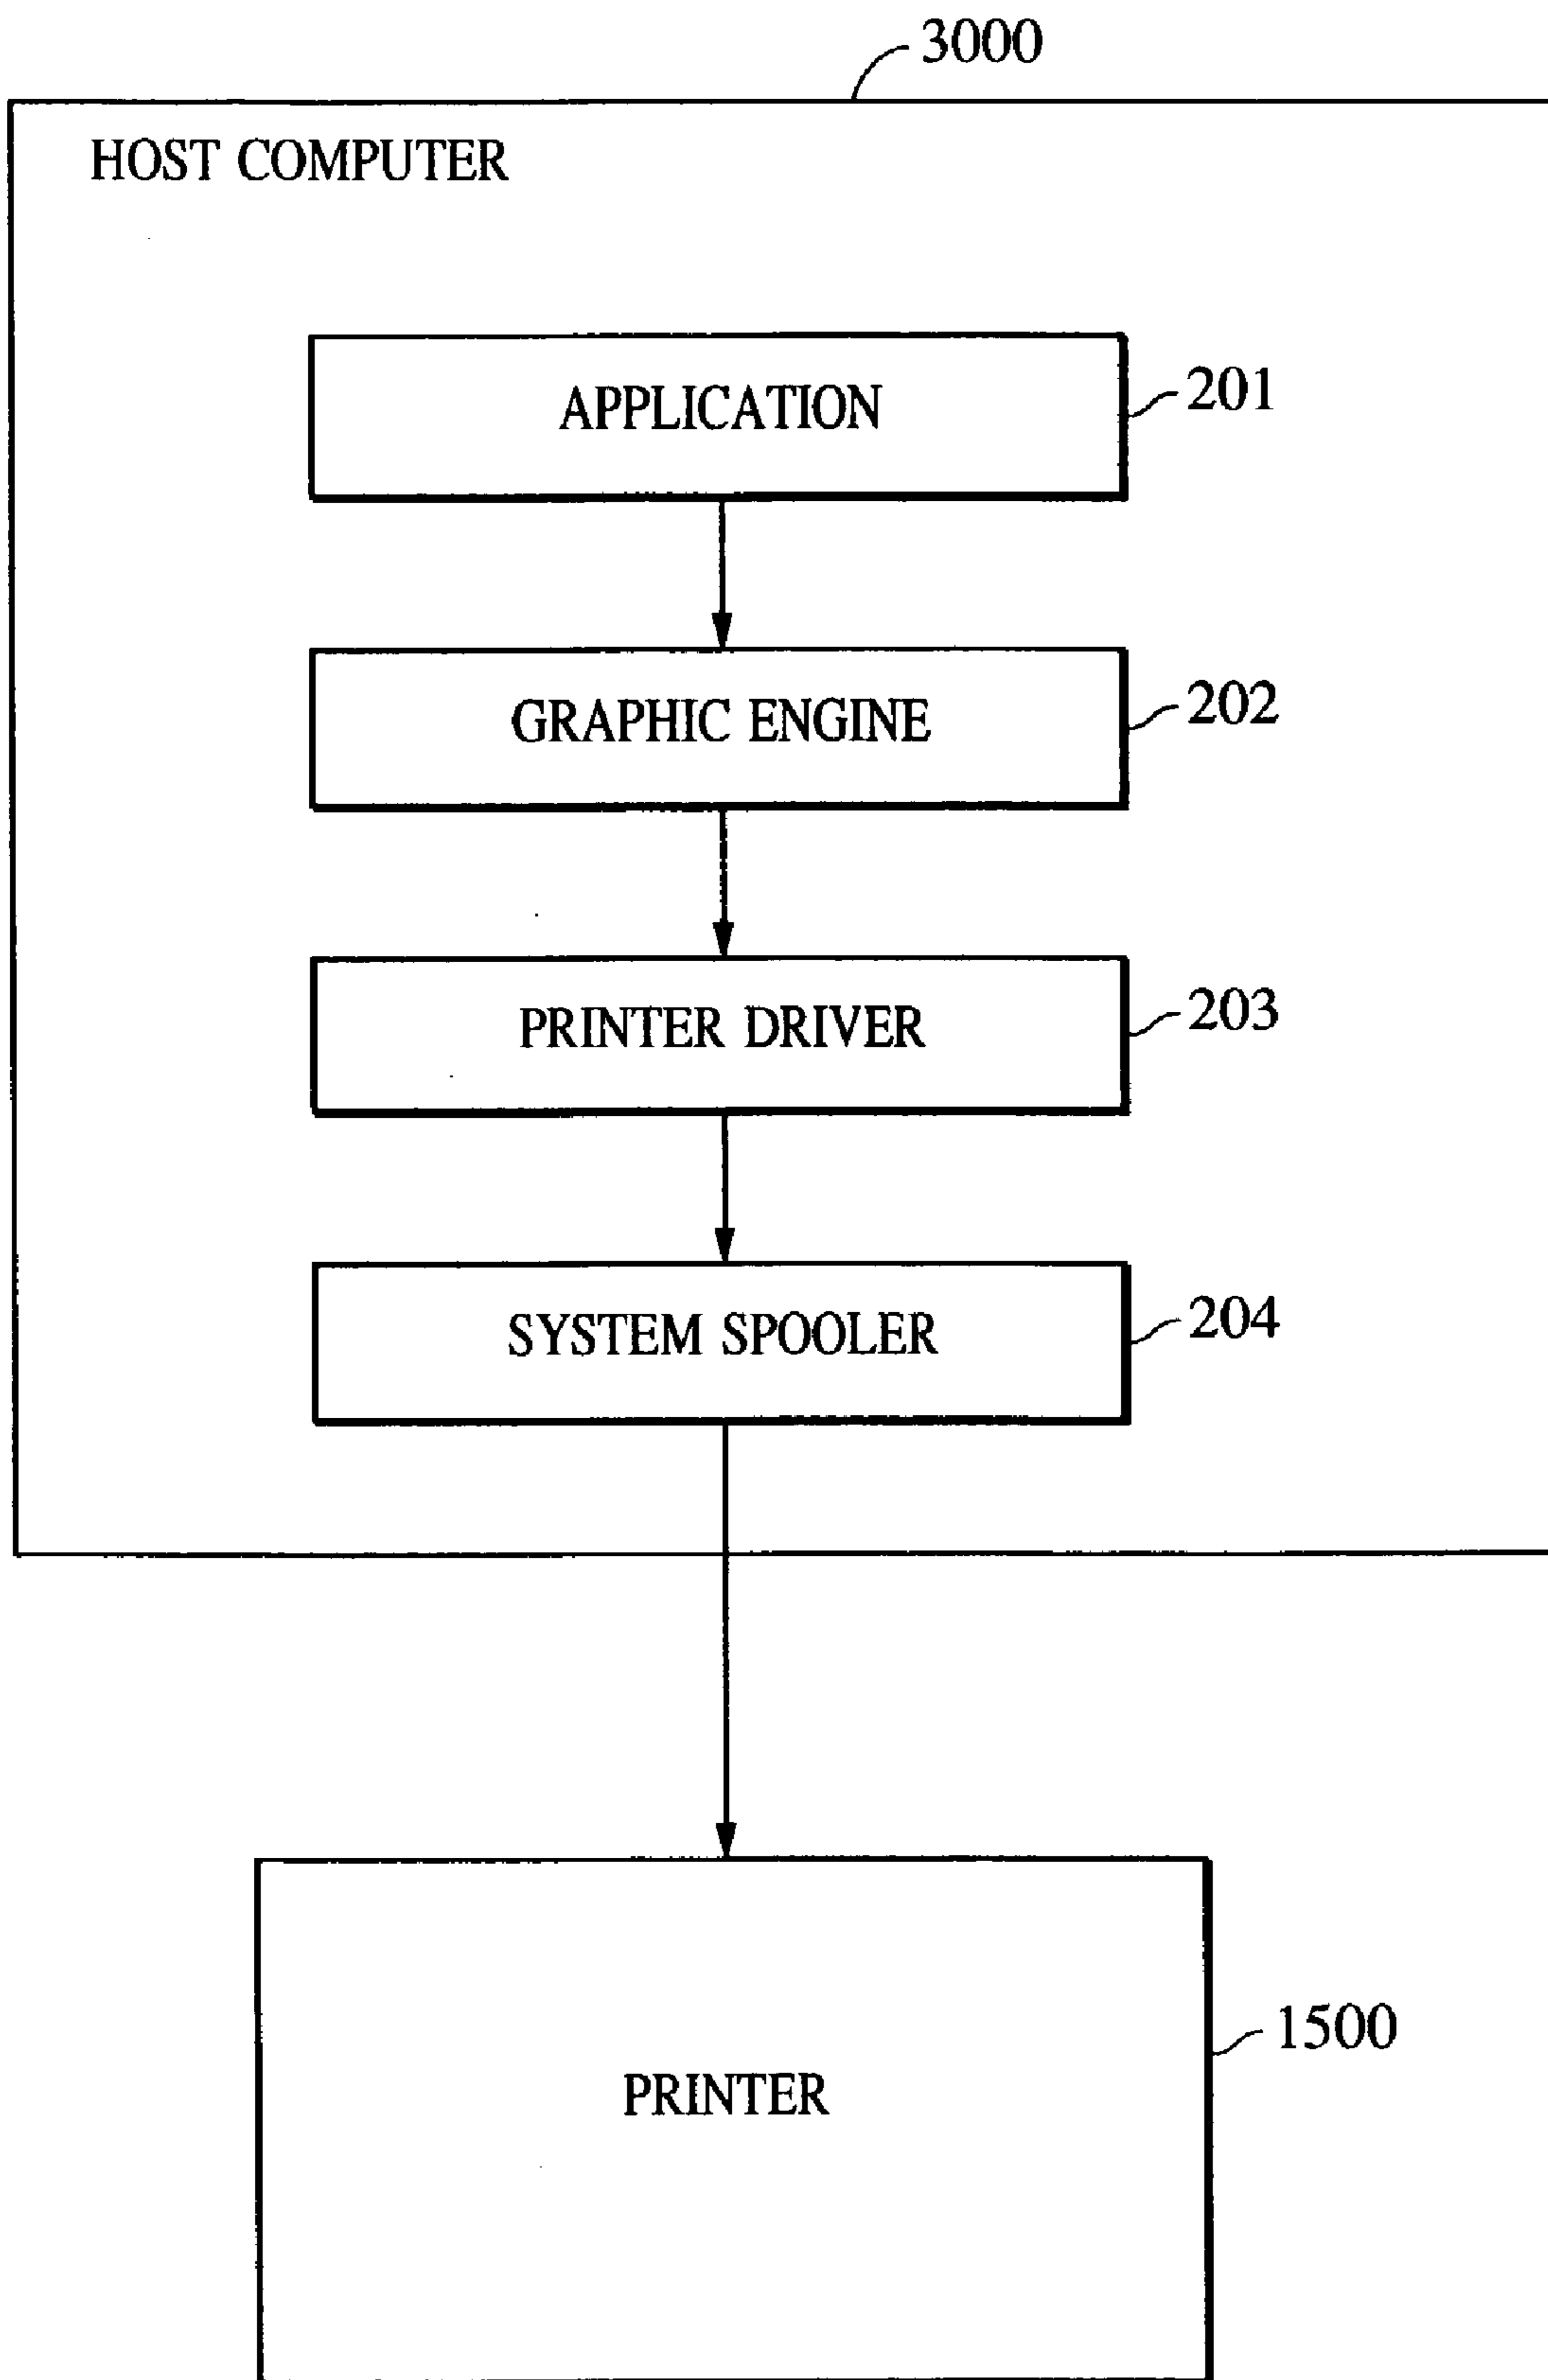 3000
HOST COMPUTER
APPLICATION
201
GRAPHIC ENGINE
202
PRINTER DRIVER
203
SYSTEM SPOOLER
204
PRINTER
1500